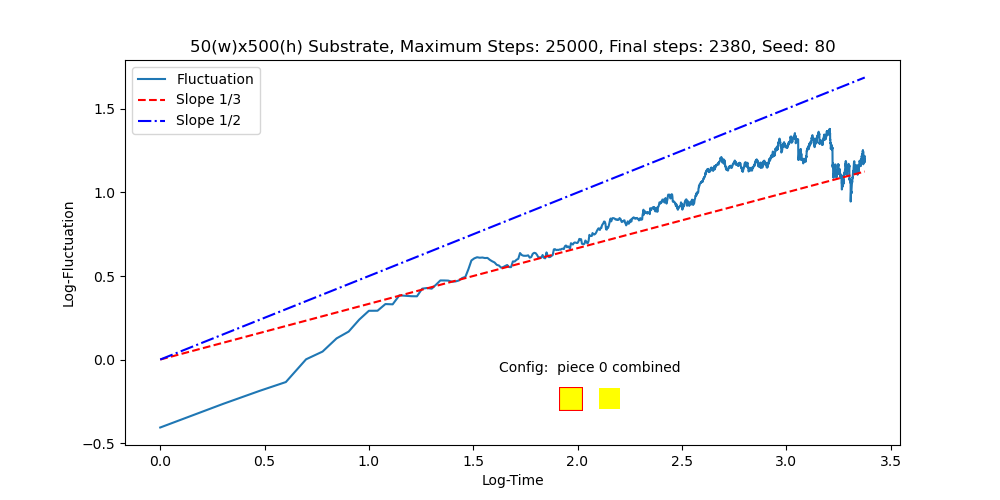 50(w)x500(h) Substrate, Maximum Steps: 25000, Final steps: 2380, Seed: 80
Fluctuation
Slope 1/3
Slope 1/2
1.5
1.0
0.5
0.0
−0.5
Log-Fluctuation
Config:  piece 0 combined
0.0 0.5 1.0 1.5 2.0 2.5 3.0 3.5
Log-Time